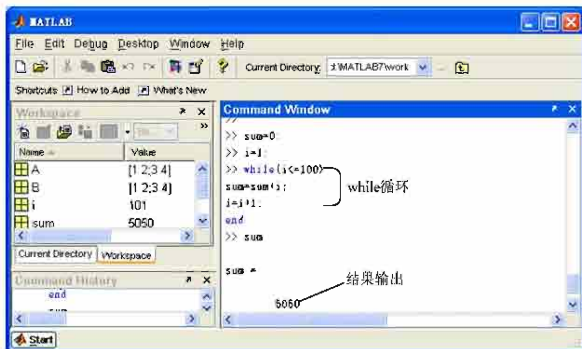 MATLAB
File Edit Debug Desktop Window Help
Current Directory: :\MATLAB7\work
Shortcuts How to Add What's New
Workspace
Name Value
A [1 2;3 4]
B [1 2;3 4]
i 101
sum 5050
Current Directory Workspace
Command History
end
sum
Start
Command Window
>>
>> sum=0;
>> i=1;
>> while(i<=100)
sum=sum+i;
i=i+1;
end
>> sum
sum =
5050
while循环
结果输出